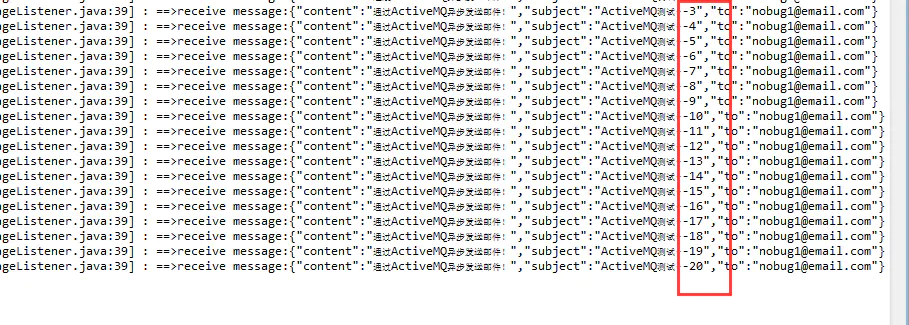 ageListener.java:39] : ==>receive message:{"content":"通过ActiveMQ异步发送邮件！","subject":"ActiveMQ测试--3","to":"nobug1@email.com"}
ageListener.java:39] : ==>receive message:{"content":"通过ActiveMQ异步发送邮件！","subject":"ActiveMQ测试--4","to":"nobug1@email.com"}
ageListener.java:39] : ==>receive message:{"content":"通过ActiveMQ异步发送邮件！","subject":"ActiveMQ测试--5","to":"nobug1@email.com"}
ageListener.java:39] : ==>receive message:{"content":"通过ActiveMQ异步发送邮件！","subject":"ActiveMQ测试--6","to":"nobug1@email.com"}
ageListener.java:39] : ==>receive message:{"content":"通过ActiveMQ异步发送邮件！","subject":"ActiveMQ测试--7","to":"nobug1@email.com"}
ageListener.java:39] : ==>receive message:{"content":"通过ActiveMQ异步发送邮件！","subject":"ActiveMQ测试--8","to":"nobug1@email.com"}
ageListener.java:39] : ==>receive message:{"content":"通过ActiveMQ异步发送邮件！","subject":"ActiveMQ测试--9","to":"nobug1@email.com"}
ageListener.java:39] : ==>receive message:{"content":"通过ActiveMQ异步发送邮件！","subject":"ActiveMQ测试--10","to":"nobug1@email.com"}
ageListener.java:39] : ==>receive message:{"content":"通过ActiveMQ异步发送邮件！","subject":"ActiveMQ测试--11","to":"nobug1@email.com"}
ageListener.java:39] : ==>receive message:{"content":"通过ActiveMQ异步发送邮件！","subject":"ActiveMQ测试--12","to":"nobug1@email.com"}
ageListener.java:39] : ==>receive message:{"content":"通过ActiveMQ异步发送邮件！","subject":"ActiveMQ测试--13","to":"nobug1@email.com"}
ageListener.java:39] : ==>receive message:{"content":"通过ActiveMQ异步发送邮件！","subject":"ActiveMQ测试--14","to":"nobug1@email.com"}
ageListener.java:39] : ==>receive message:{"content":"通过ActiveMQ异步发送邮件！","subject":"ActiveMQ测试--15","to":"nobug1@email.com"}
ageListener.java:39] : ==>receive message:{"content":"通过ActiveMQ异步发送邮件！","subject":"ActiveMQ测试--16","to":"nobug1@email.com"}
ageListener.java:39] : ==>receive message:{"content":"通过ActiveMQ异步发送邮件！","subject":"ActiveMQ测试--17","to":"nobug1@email.com"}
ageListener.java:39] : ==>receive message:{"content":"通过ActiveMQ异步发送邮件！","subject":"ActiveMQ测试--18","to":"nobug1@email.com"}
ageListener.java:39] : ==>receive message:{"content":"通过ActiveMQ异步发送邮件！","subject":"ActiveMQ测试--19","to":"nobug1@email.com"}
ageListener.java:39] : ==>receive message:{"content":"通过ActiveMQ异步发送邮件！","subject":"ActiveMQ测试--20","to":"nobug1@email.com"}